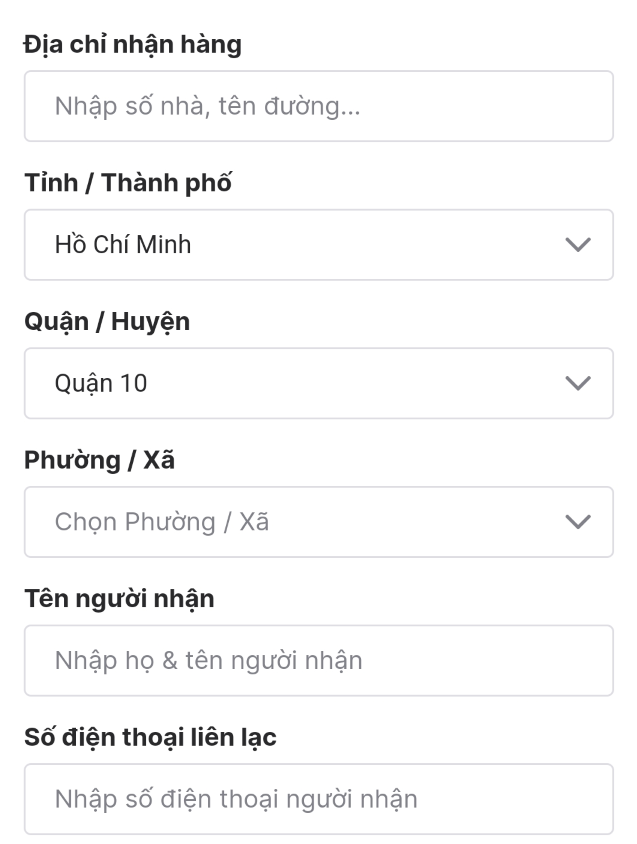 Địa chỉ nhận hàng
Nhập số nhà, tên đường...
Tỉnh / Thành phố
Hồ Chí Minh
Quận / Huyện
Quận 10
Phường / Xã
Chọn Phường / Xã
Tên người nhận
Nhập họ & tên người nhận
Số điện thoại liên lạc
Nhập số điện thoại người nhận